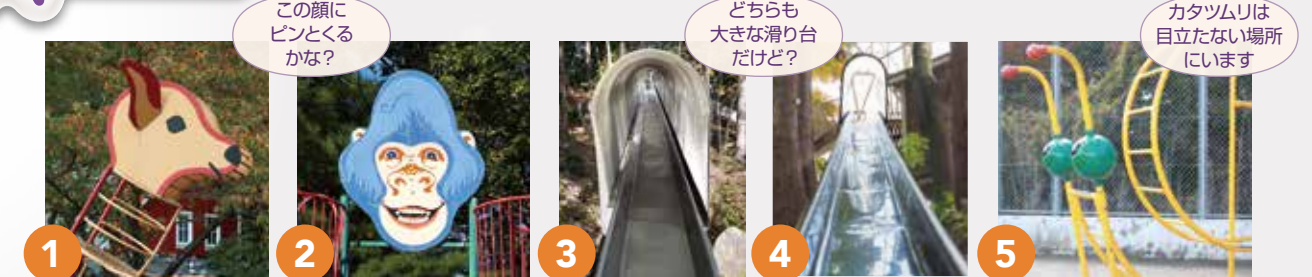 この顔に
ピンとくる
かな?
どちらも
大きな滑り台
だけど?
カタツムリは
目立たない場所
にいます
1
2
3
4
5